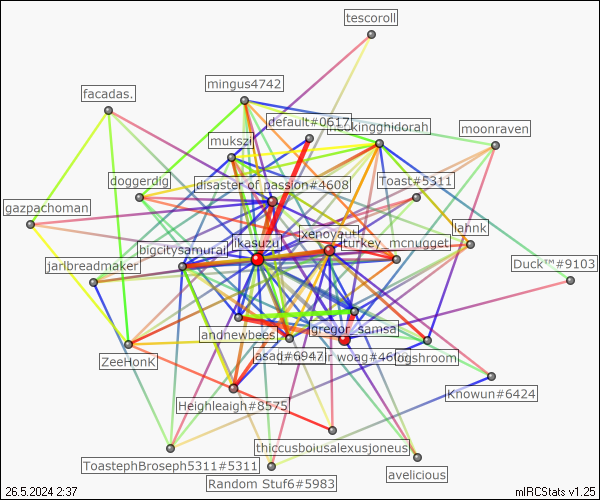 tescoroll
mingus4742
facadas.
default#0617
heckingghidorah
moonraven
mukszi
doggerdig
disaster of passion#4608
Toast#5311
gazpachoman
xenoyaut
lahnk
ikasuzu
turkey_mcnugget
bigcitysamurai
jarlbreadmaker
Duck™#9103
andnewbees
gregor_samsa
asad#6947
woag#46
ogshroom
ZeeHonK
Knowun#6424
Heighleaigh#8575
thiccusboiusalexusjoneus
ToastephBroseph5311#5311
avelicious
Random Stuf6#5983
26.5.2024 2:37
mIRCStats v1.25